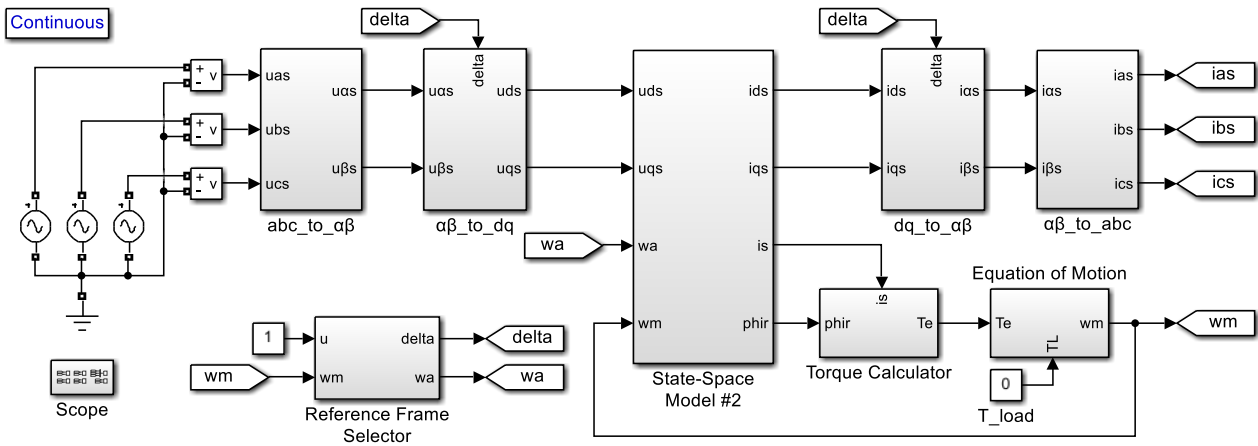 Continuous
delta
delta
+
-
v
+
-
v
+
-
v
uas
ubs
ucs
uαs
uβs
abc_to_αβ
delta
uαs
uβs
uds
uqs
αβ_to_dq
wa
uds
uqs
wa
wm
ids
iqs
is
phir
State-Space
Model #2
delta
ids
iqs
iαs
iβs
dq_to_αβ
iαs
iβs
ias
ibs
ics
αβ_to_abc
ias
ibs
ics
Scope
1
wm
u
wm
delta
wa
Reference Frame
Selector
delta
wa
is
phir
Te
Torque Calculator
Equation of Motion
Te
wm
TL
0
T_load
wm